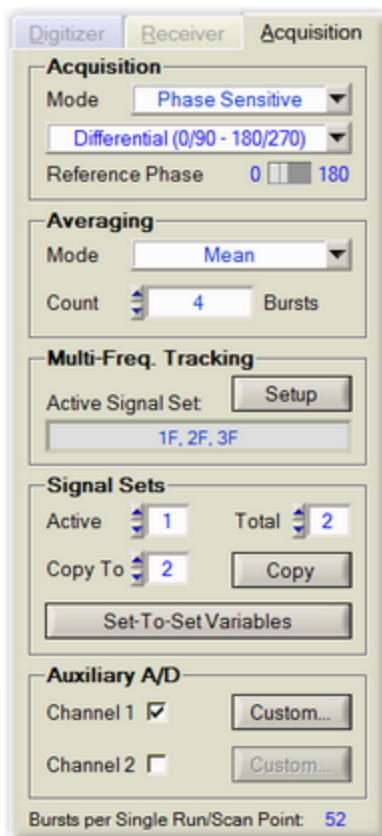 Digitizer Receiver Acquisition
Acquisition
Mode Phase Sensitive
Differential (0/90 - 180/270)
Reference Phase 0 180
Averaging
Mode Mean
Count 4 Bursts
Multi-Freq. Tracking
Active Signal Set: Setup
1F, 2F, 3F
Signal Sets
Active 1 Total 2
Copy To 2 Copy
Set-To-Set Variables
Auxiliary A/D
Channel 1 Custom...
Channel 2 Custom...
Bursts per Single Run/Scan Point: 52